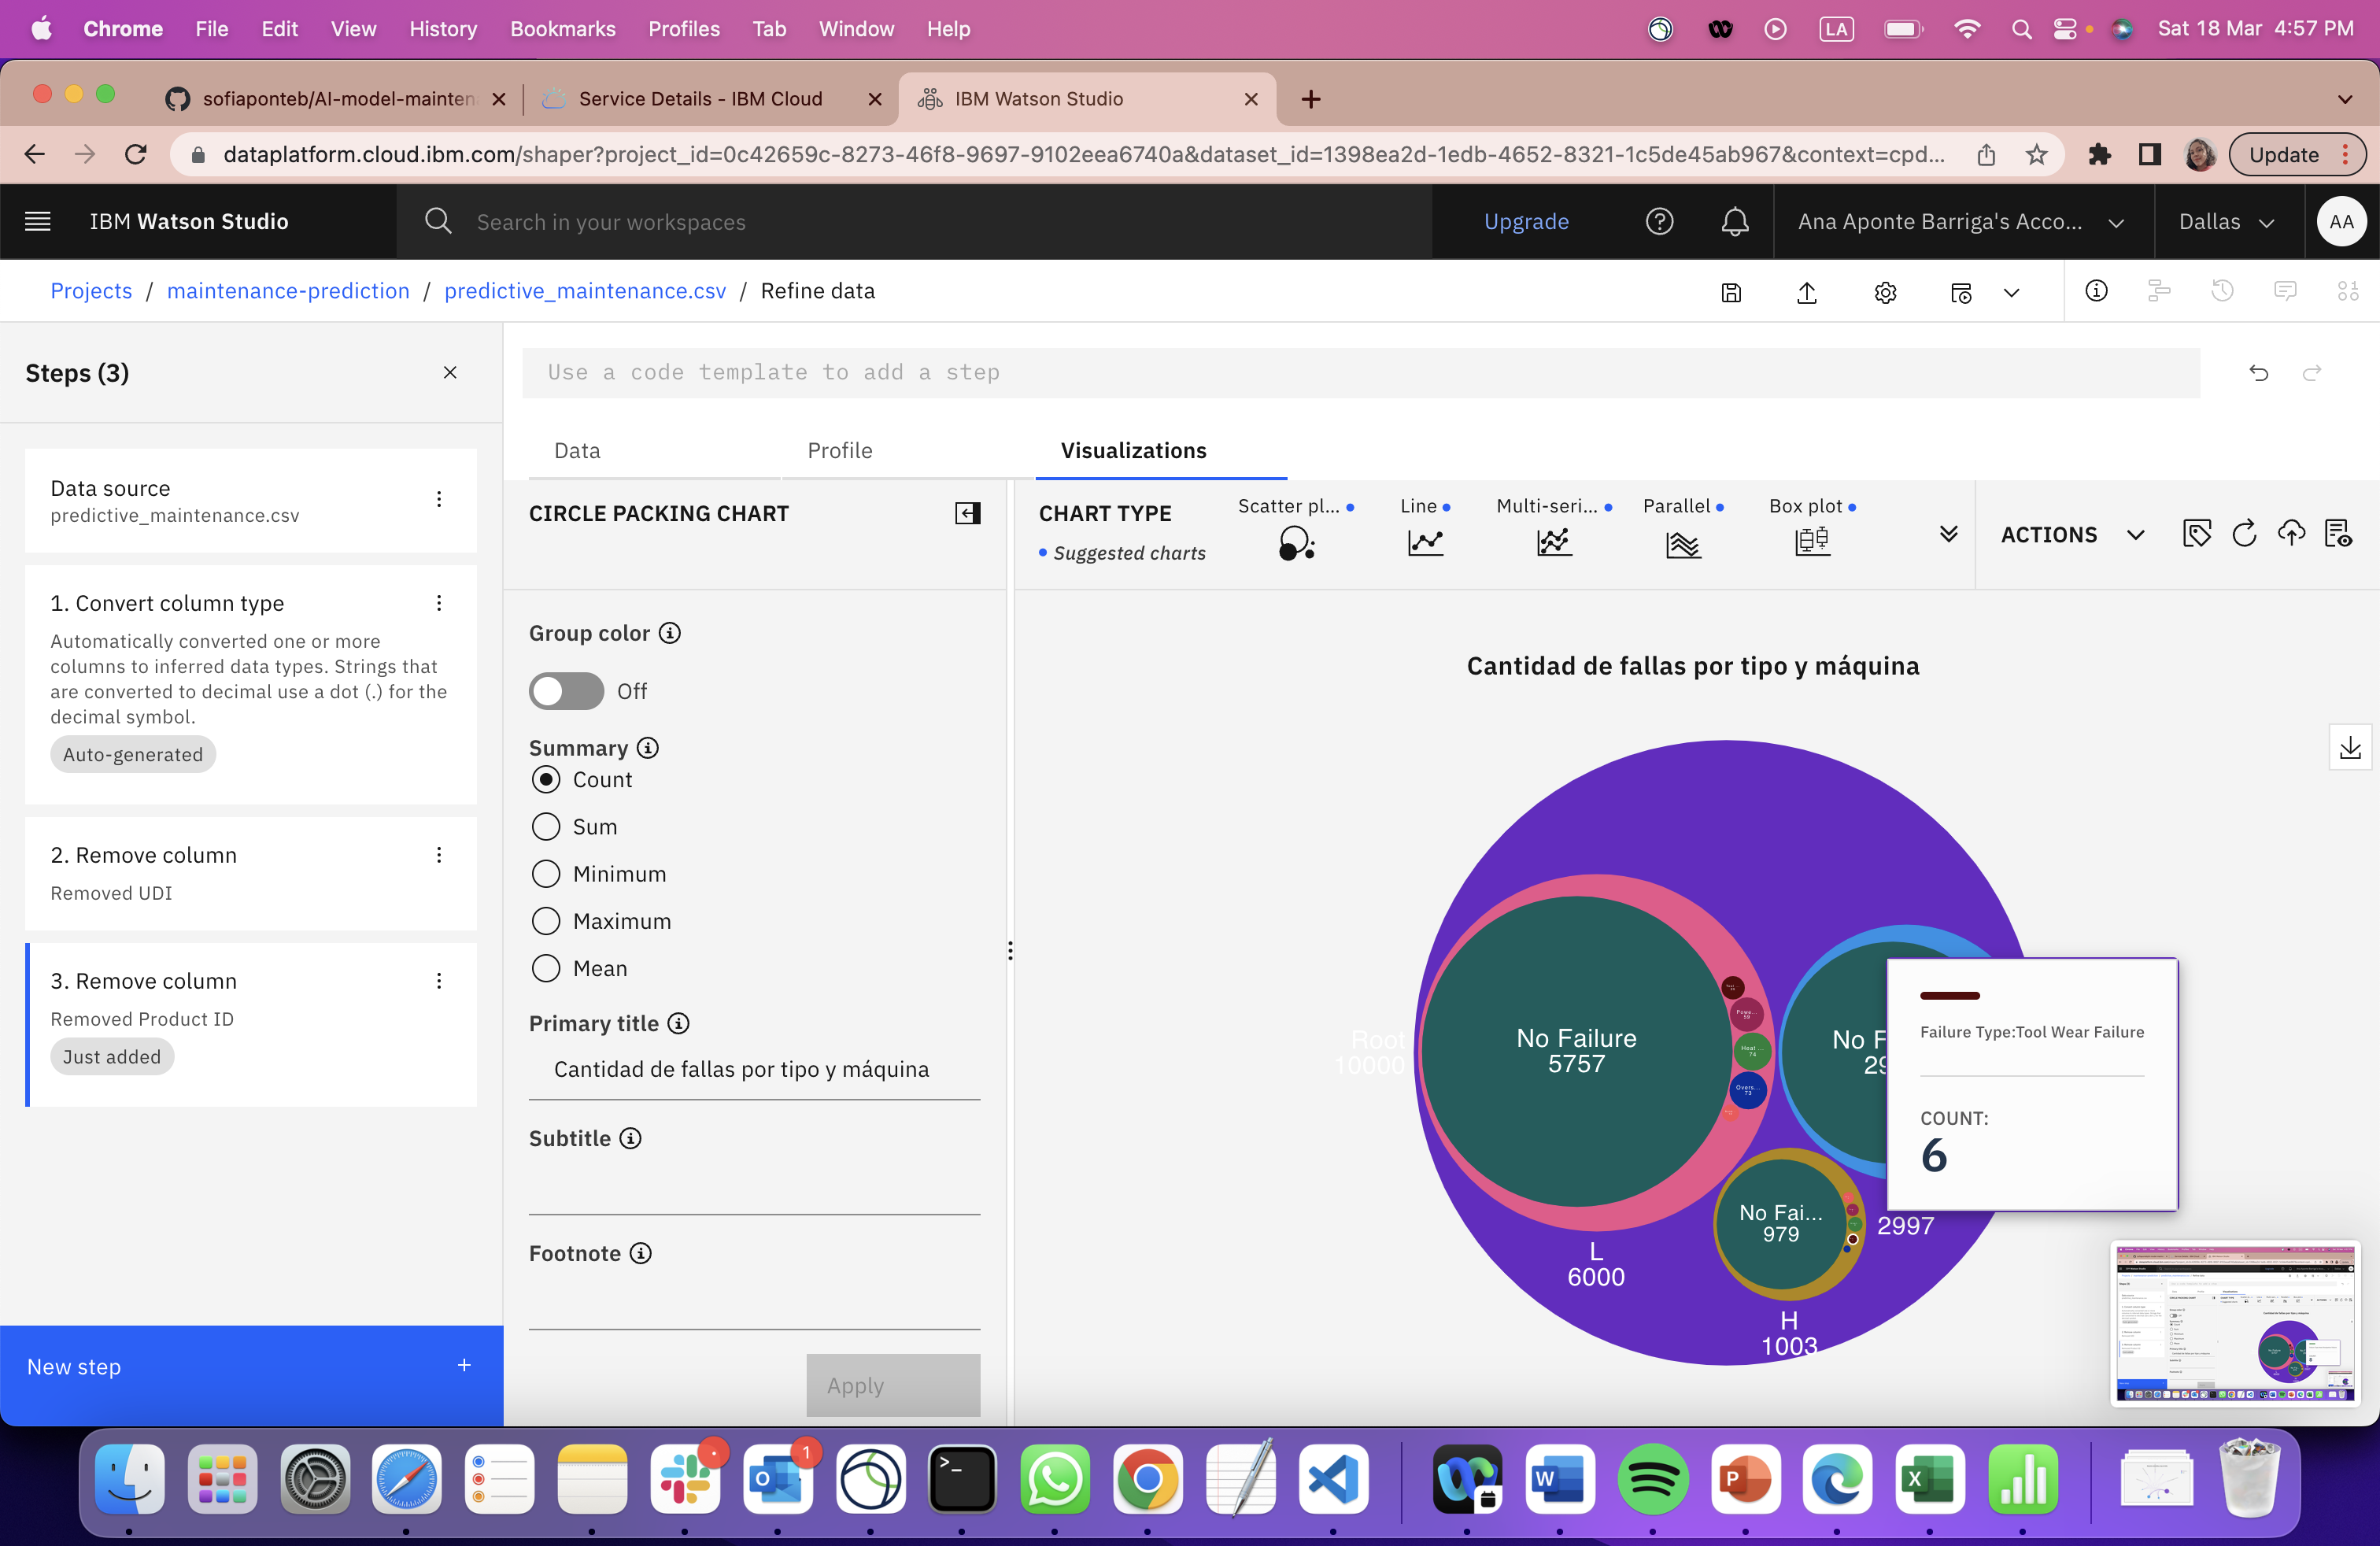 Chrome File Edit View History Bookmarks Profiles Tab Window Help
LA
Sat 18 Mar 4:57 PM
sofiaponteb/AI-model-mainten
Service Details - IBM Cloud
IBM Watson Studio
dataplatform.cloud.ibm.com/shaper?project_id=0c42659c-8273-46f8-9697-9102eea6740a&dataset_id=1398ea2d-1edb-4652-8321-1c5de45ab967&context=cpd...
Update
IBM Watson Studio
Search in your workspaces
Upgrade
Ana Aponte Barriga's Acco...
Dallas
AA
Projects / maintenance-prediction / predictive_maintenance.csv / Refine data
Steps (3)
Data source
predictive_maintenance.csv
1. Convert column type
Automatically converted one or more
columns to inferred data types. Strings that
are converted to decimal use a dot (.) for the
decimal symbol.
Auto-generated
2. Remove column
Removed UDI
3. Remove column
Removed Product ID
Just added
New step +
Use a code template to add a step
Data
Profile
Visualizations
CIRCLE PACKING CHART
Group color
Off
Summary
Count
Sum
Minimum
Maximum
Mean
Primary title
Cantidad de fallas por tipo y máquina
Subtitle
Footnote
Apply
CHART TYPE
Suggested charts
Scatter pl...
Line
Multi-seri...
Parallel
Box plot
ACTIONS
Cantidad de fallas por tipo y máquina
Root
10000
No Failure
5757
Powe...
59
Heat ...
74
Overs...
73
L
6000
No F
29
2997
No Fai...
979
H
1003
Failure Type:Tool Wear Failure
COUNT:
6
1